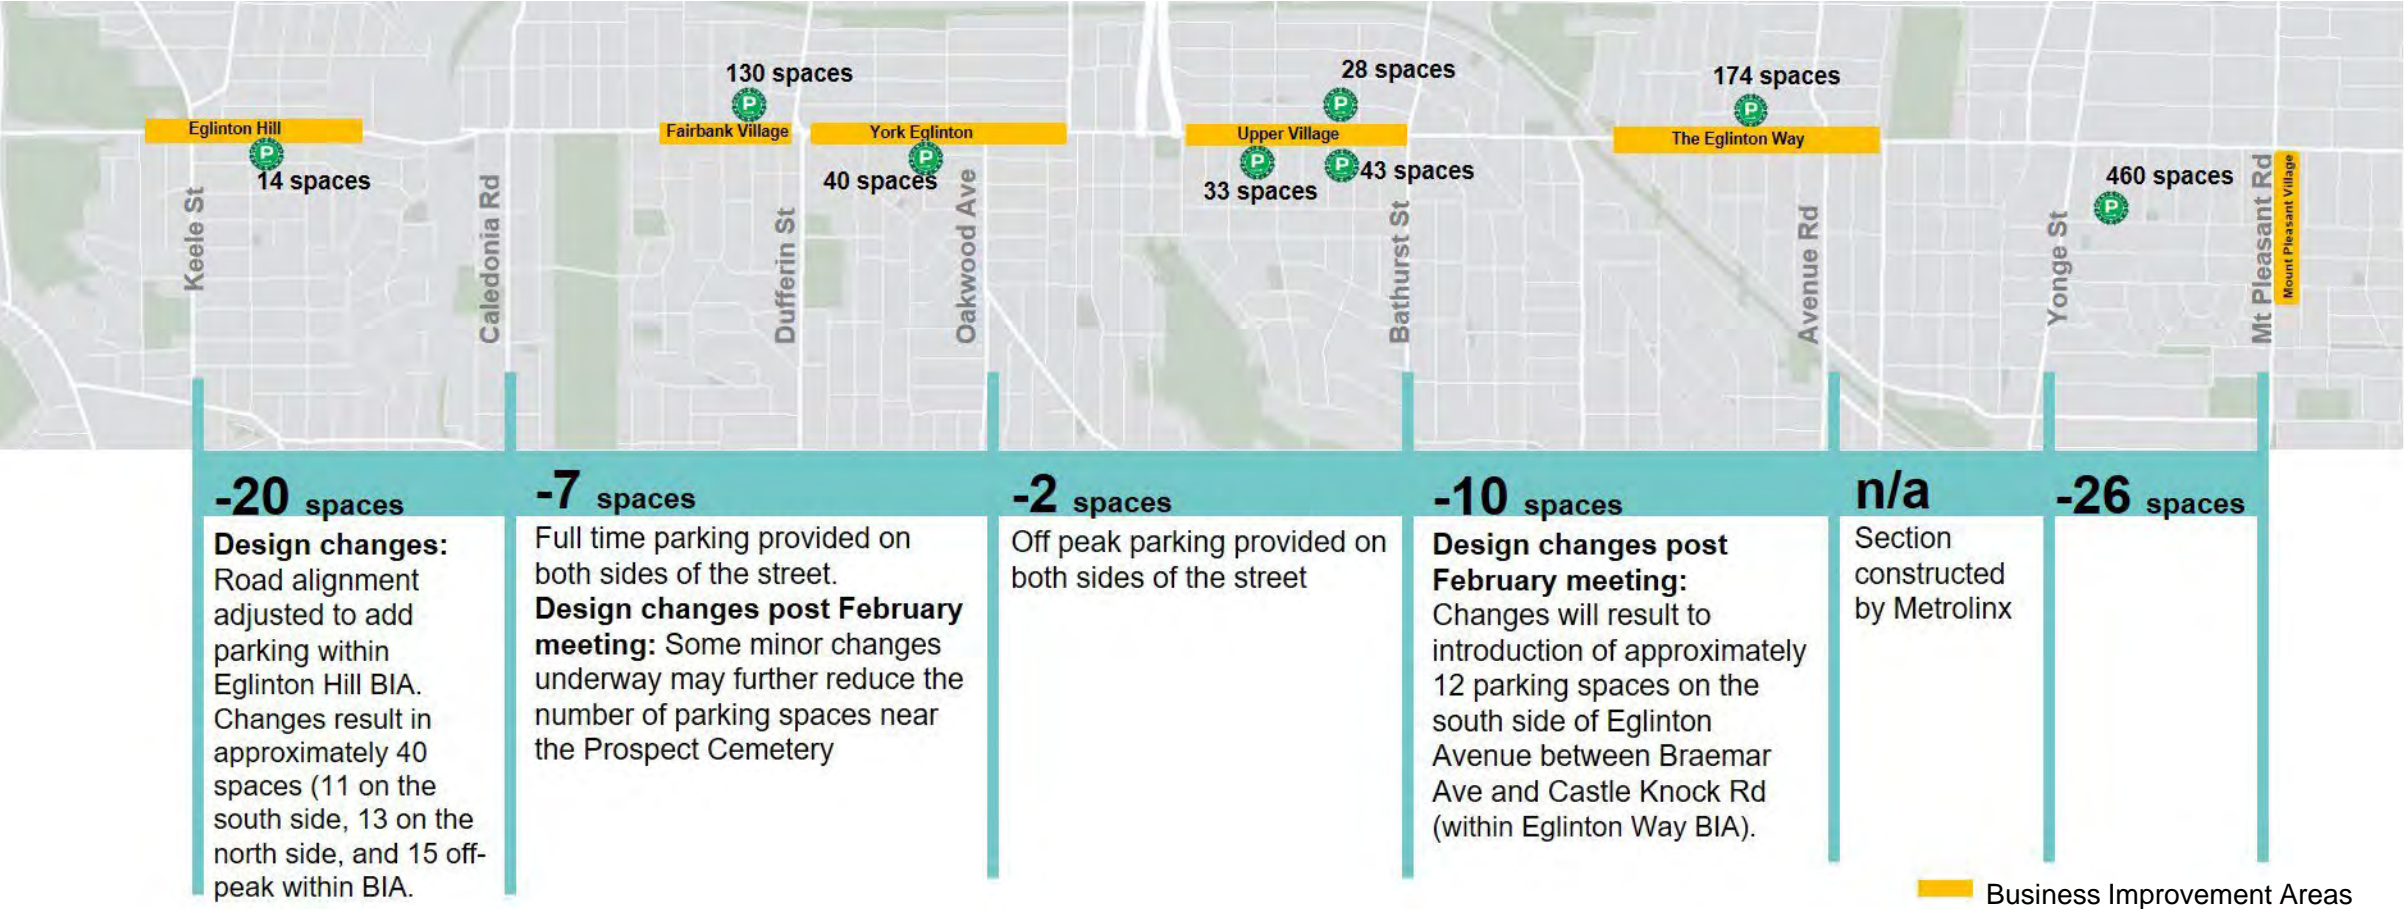 130 spaces
28 spaces
174 spaces
Eglinton Hill
Fairbank Village
York Eglinton
Upper Village
The Eglinton Way
14 spaces
40 spaces
33 spaces
43 spaces
460 spaces
Keele St
Caledonia Rd
Dufferin St
Oakwood Ave
Bathurst St
Avenue Rd
Yonge St
Mt Pleasant Rd
Mount Pleasant Village
P
P
P
P
P
P
P
P
-20 spaces
Design changes:
Road alignment
adjusted to add
parking within
Eglinton Hill BIA.
Changes result in
approximately 40
spaces (11 on the
south side, 13 on the
north side, and 15 off-
peak within BIA.
-7 spaces
Full time parking provided on
both sides of the street.
Design changes post February
meeting: Some minor changes
underway may further reduce the
number of parking spaces near
the Prospect Cemetery
-2 spaces
Off peak parking provided on
both sides of the street
-10 spaces
Design changes post
February meeting:
Changes will result to
introduction of approximately
12 parking spaces on the
south side of Eglinton
Avenue between Braemar
Ave and Castle Knock Rd
(within Eglinton Way BIA).
n/a
Section
constructed
by Metrolinx
-26 spaces
Business Improvement Areas